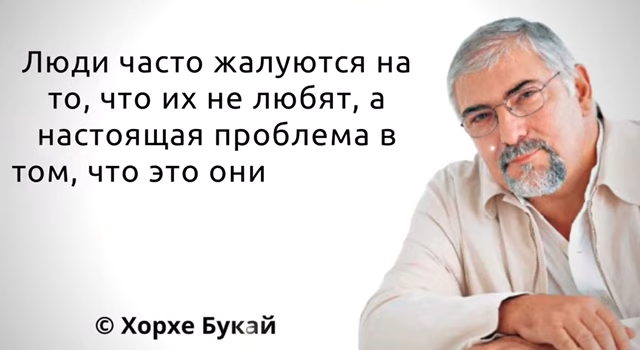 Люди часто жалуются на
то, что их не любят, а
настоящая проблема в
том, что это они
© Хорхе Букай